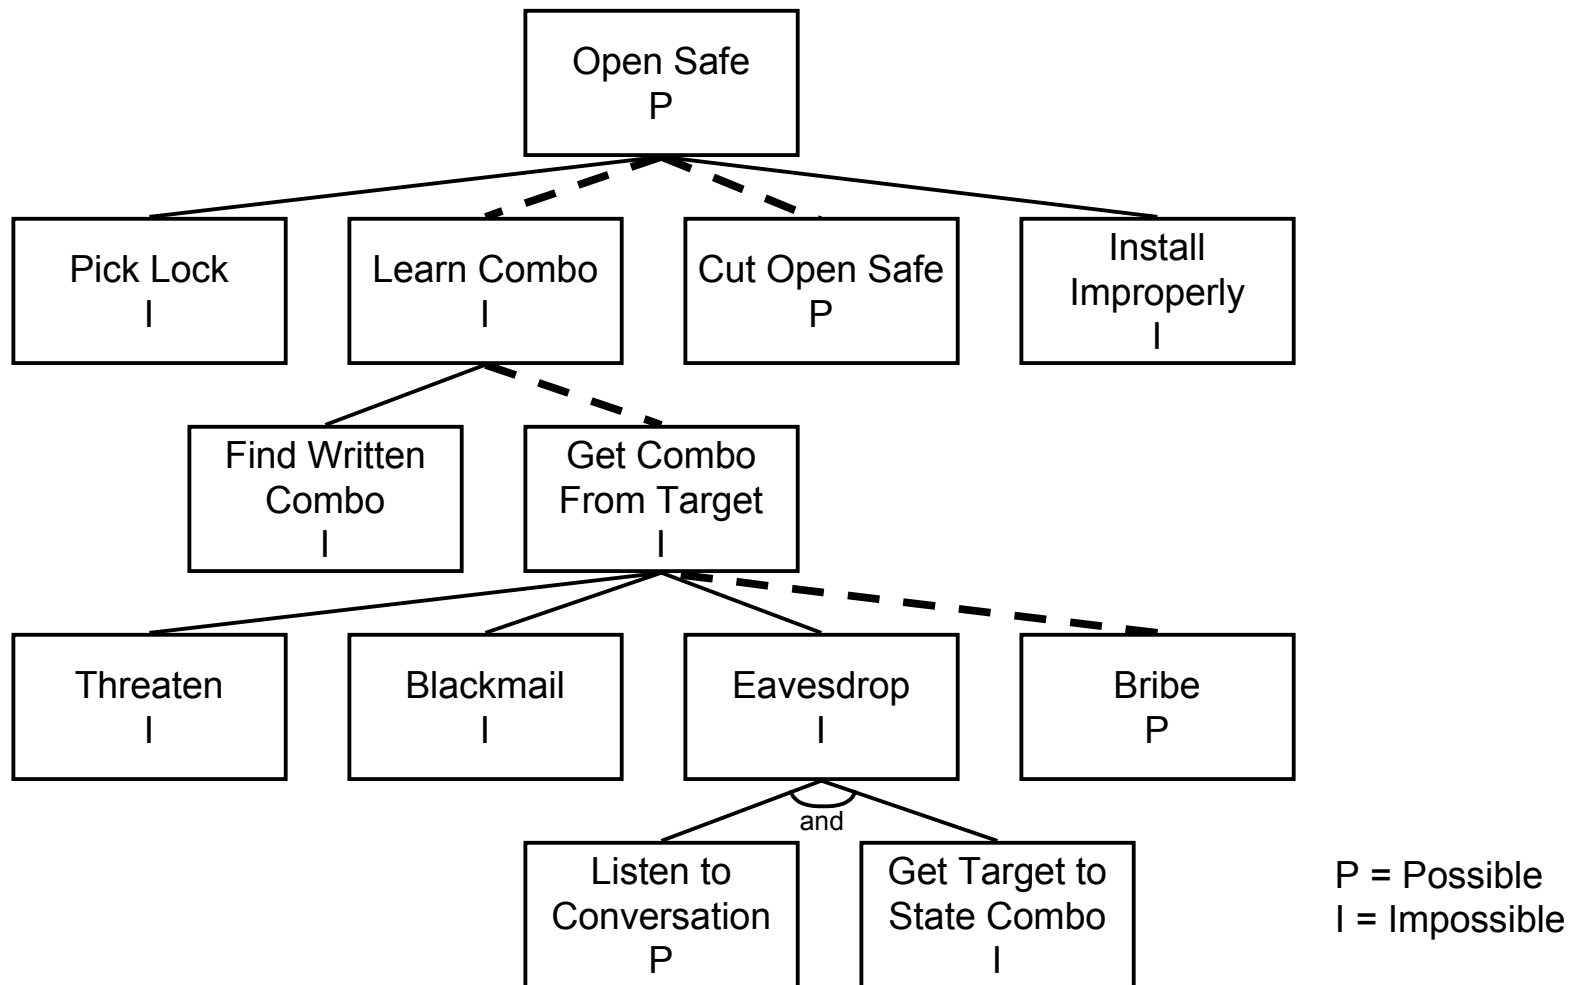 Open Safe
P
Pick Lock
I
Learn Combo
I
Cut Open Safe
P
Install
Improperly
I
Find Written
Combo
I
Get Combo
From Target
I
Threaten
I
Blackmail
I
Eavesdrop
I
Bribe
P
and
Listen to
Conversation
P
Get Target to
State Combo
I
P = Possible
I = Impossible